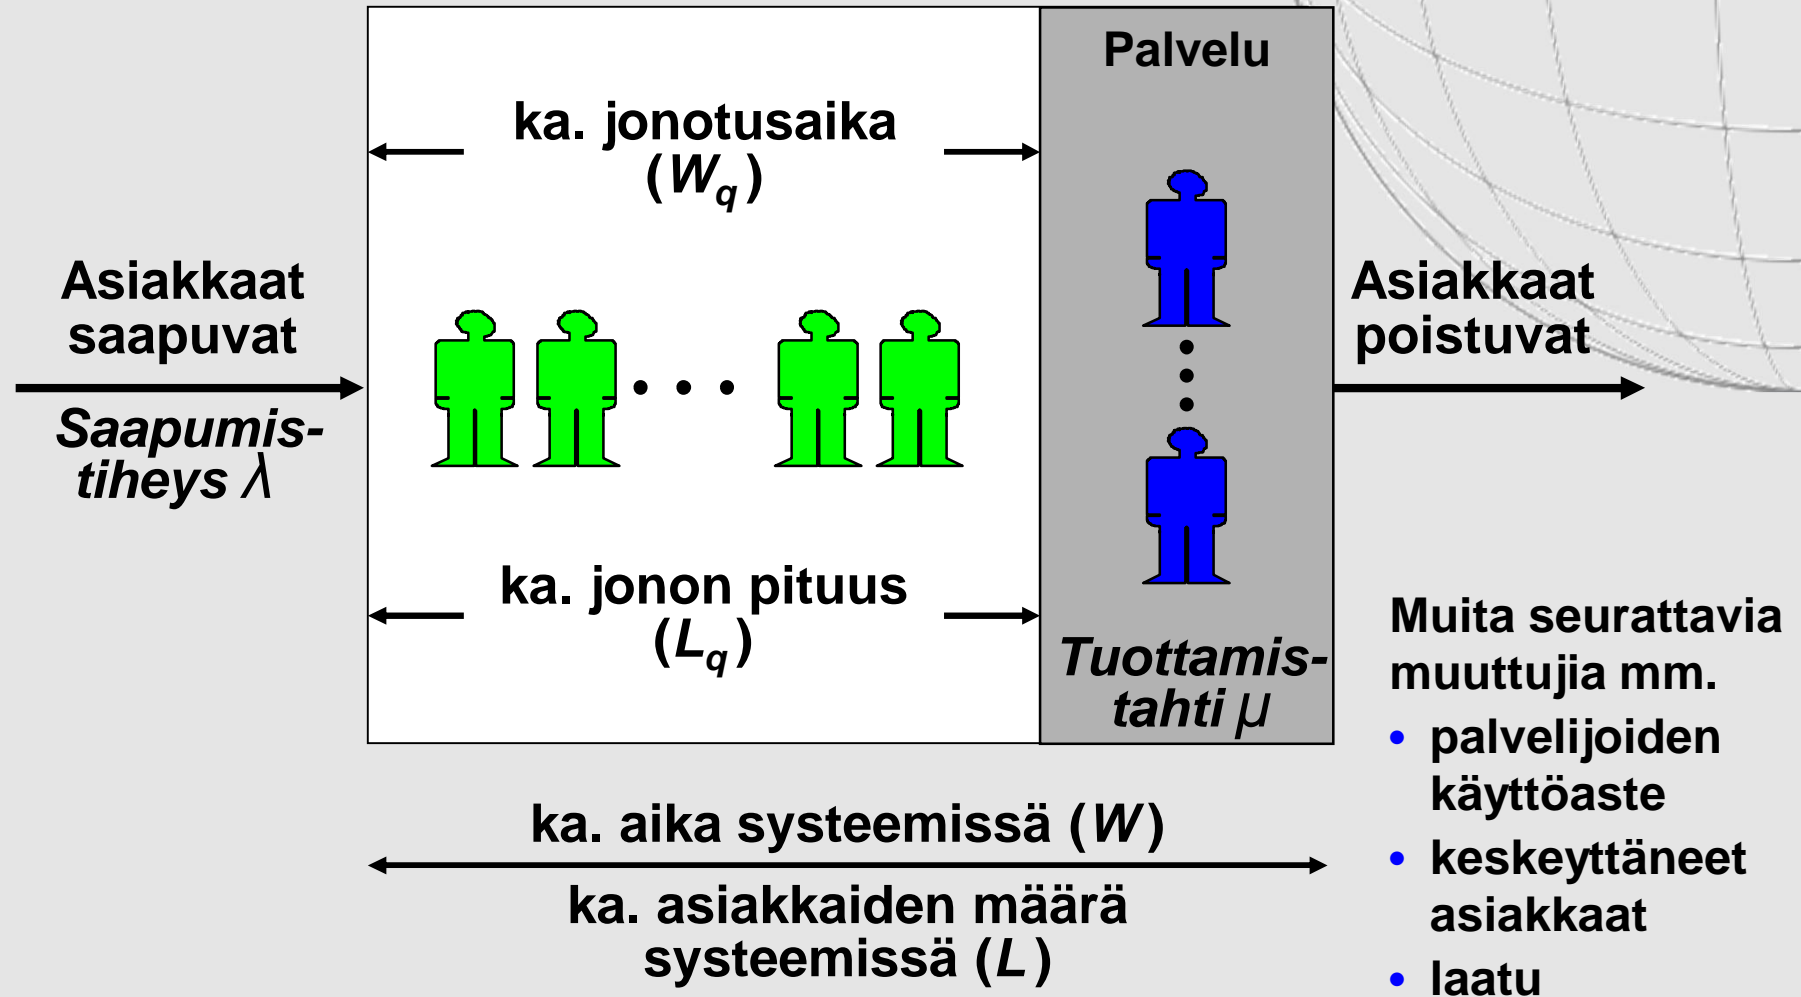 Palvelu
ka. jonotusaika
(Wq)
Asiakkaat
saapuvat
Saapumis-
tiheys λ
Asiakkaat
poistuvat
ka. jonon pituus
(Lq)
Tuottamis-
tahti μ
ka. aika systeemissä (W)
ka. asiakkaiden määrä
systeemissä (L)
Muita seurattavia
muuttujia mm.
• palvelijoiden
käyttöaste
• keskeyttäneet
asiakkaat
• laatu